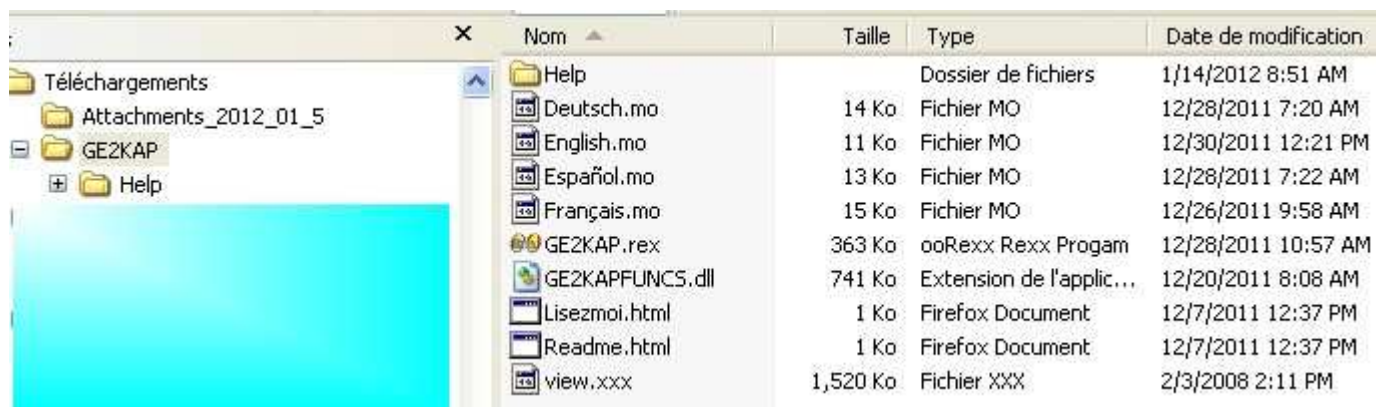 Nom Taille Type Date de modification
Téléchargements
Attachments_2012_01_5
GE2KAP
Help
Help Dossier de fichiers 1/14/2012 8:51 AM
Deutsch.mo 14 Ko Fichier MO 12/28/2011 7:20 AM
English.mo 11 Ko Fichier MO 12/30/2011 12:21 PM
Español.mo 13 Ko Fichier MO 12/28/2011 7:22 AM
Français.mo 15 Ko Fichier MO 12/26/2011 9:58 AM
GE2KAP.rex 363 Ko ooRexx Rexx Progam 12/28/2011 10:57 AM
GE2KAPFUNCS.dll 741 Ko Extension de l'applic... 12/20/2011 8:08 AM
Lisezmoi.html 1 Ko Firefox Document 12/7/2011 12:37 PM
Readme.html 1 Ko Firefox Document 12/7/2011 12:37 PM
view.xxx 1,520 Ko Fichier XXX 2/3/2008 2:11 PM